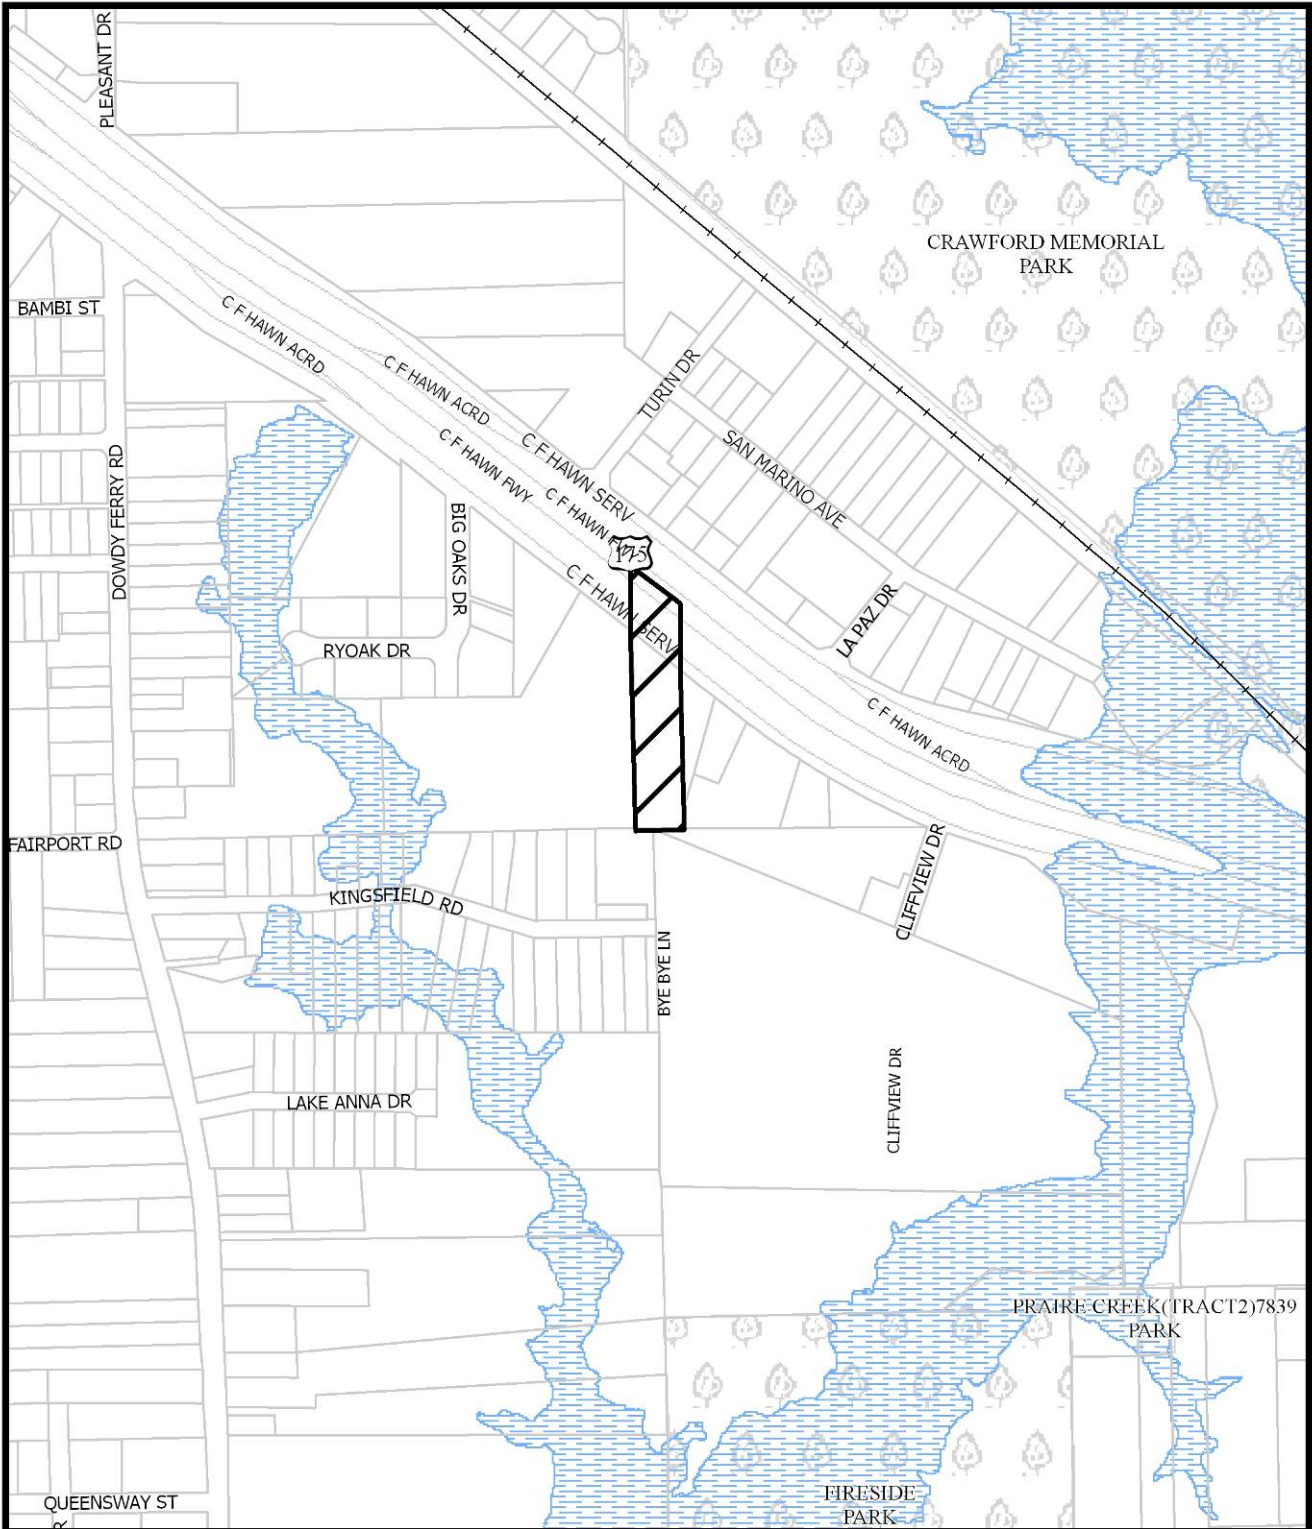 PLEASANT DR
CRAWFORD MEMORIAL
PARK
BAMBI ST
C F HAWN ACRD
C F HAWN ACRD
TURIN DR
C F HAWN SERV
C F HAWN FWY
SAN MARINO AVE
C F HAWN
175
DOWDY FERRY RD
BIG OAKS DR
C F HAWN SERV
LA PAZ DR
RYOAK DR
C F HAWN ACRD
FAIRPORT RD
CLIFFVIEW DR
KINGSFIELD RD
BYE BYE LN
CLIFFVIEW DR
LAKE ANNA DR
PRAIRE CREEK(TRACT2)7839
PARK
QUEENSWAY ST
FIRESIDE
PARK
R